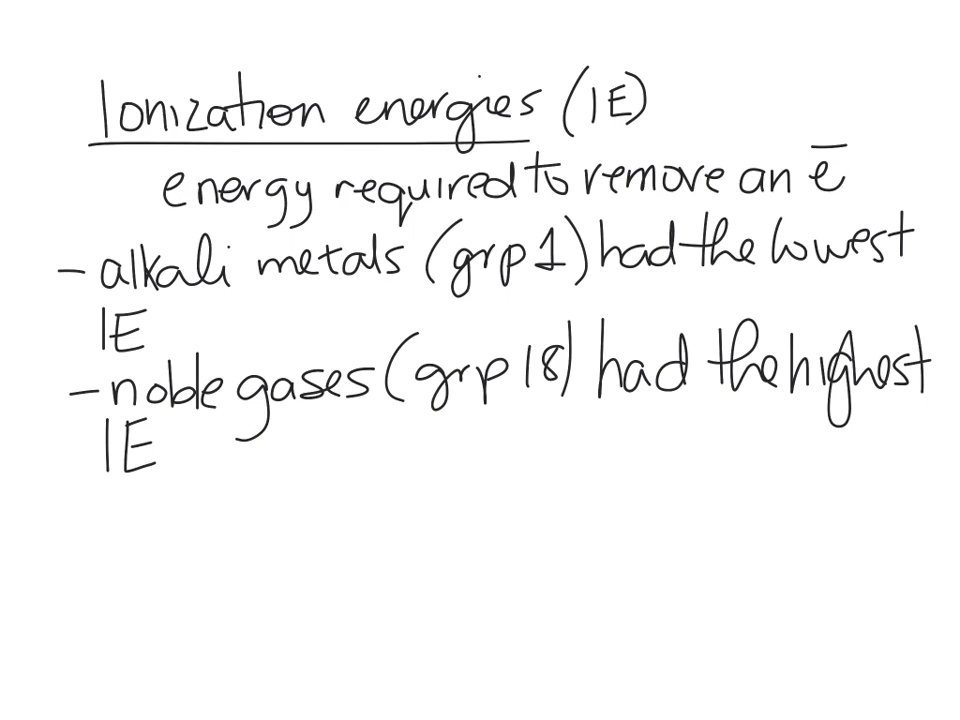 Ionization energies (IE)
energy required to remove an e̅
- alkali metals (grp 1) had the lowest
IE
- noble gases (grp 18) had the highest
IE